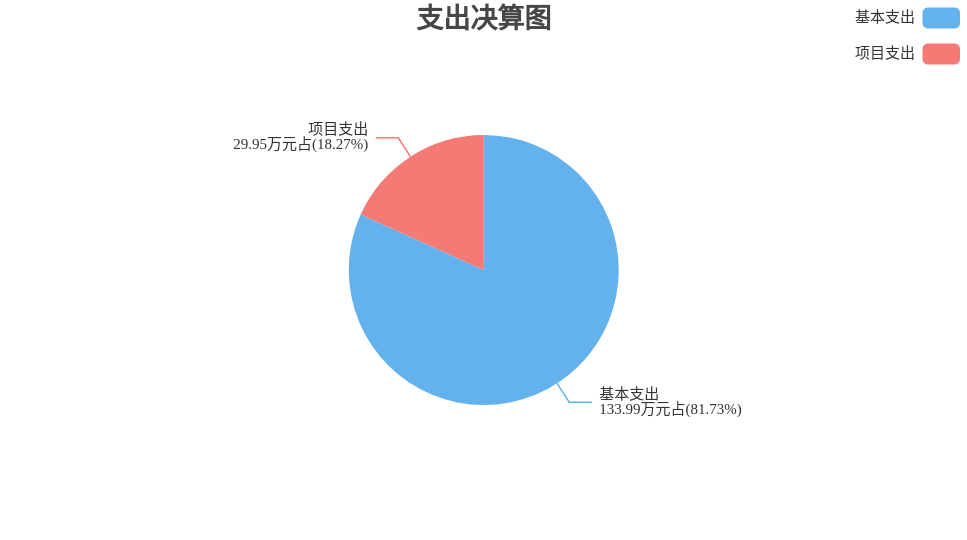 支出决算图
基本支出
项目支出
项目支出
29.95万元占(18.27%)
基本支出
133.99万元占(81.73%)